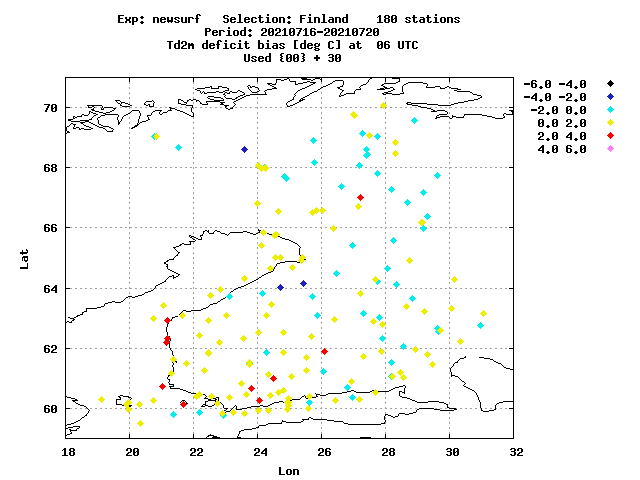 Exp: newsurf   Selection: Finland    180 stations
Period: 20210716-20210720
Td2m deficit bias [deg C] at  06 UTC
Used {00} + 30
-6.0 -4.0
-4.0 -2.0
-2.0 0.0
0.0 2.0
2.0 4.0
4.0 6.0
70
68
66
64
62
60
Lat
18 20 22 24 26 28 30 32
Lon